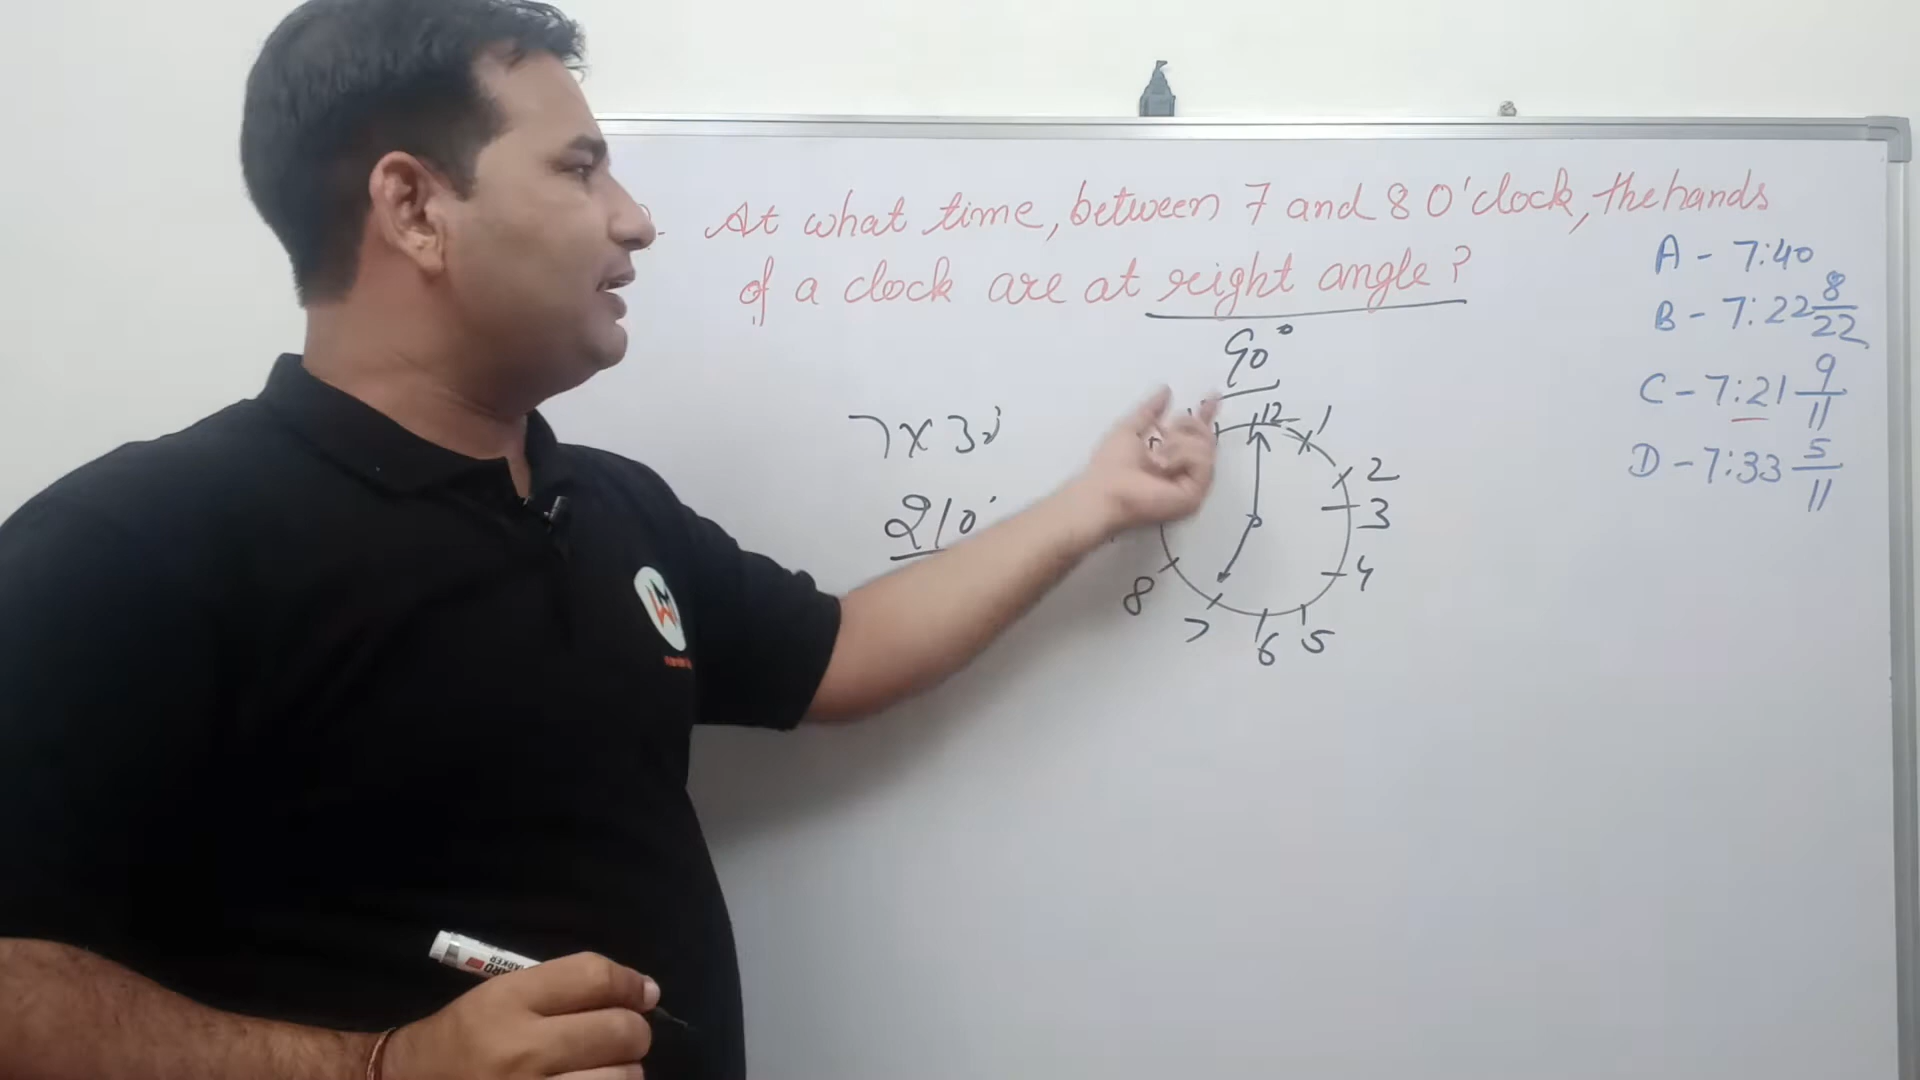 At what time, between 7 and 8 O'clock, the hands
of a clock are at right angle?
90°
7 x 30
210°
12
1
2
3
4
5
6
7
8
A - 7:40
B - 7:22 8/22
C - 7:21 9/11
D - 7:33 5/11